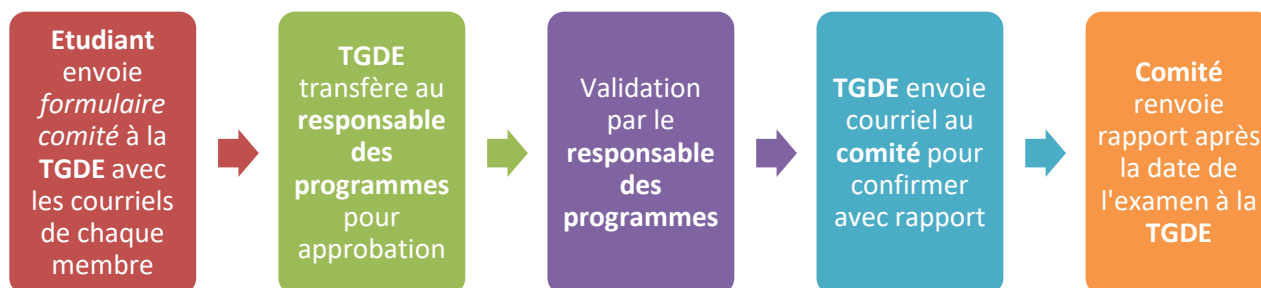 Etudiant
envoie
formulaire
comité à la
TGDE avec
les courriels
de chaque
membre
TGDE
transfère au
responsable
des
programmes
pour
approbation
Validation
par le
responsable
des
programmes
TGDE envoie
courriel au
comité pour
confirmer
avec rapport
Comité
renvoie
rapport après
la date de
l'examen à la
TGDE